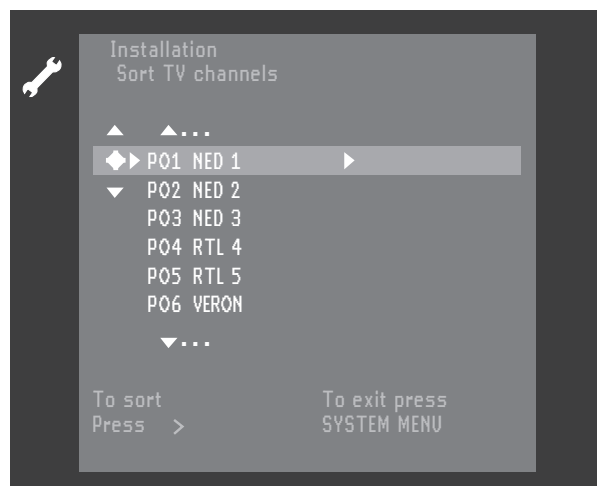 Installation
Sort TV channels
...
P01 NED 1
P02 NED 2
P03 NED 3
P04 RTL 4
P05 RTL 5
P06 VERON
...
To sort
Press >
To exit press
SYSTEM MENU